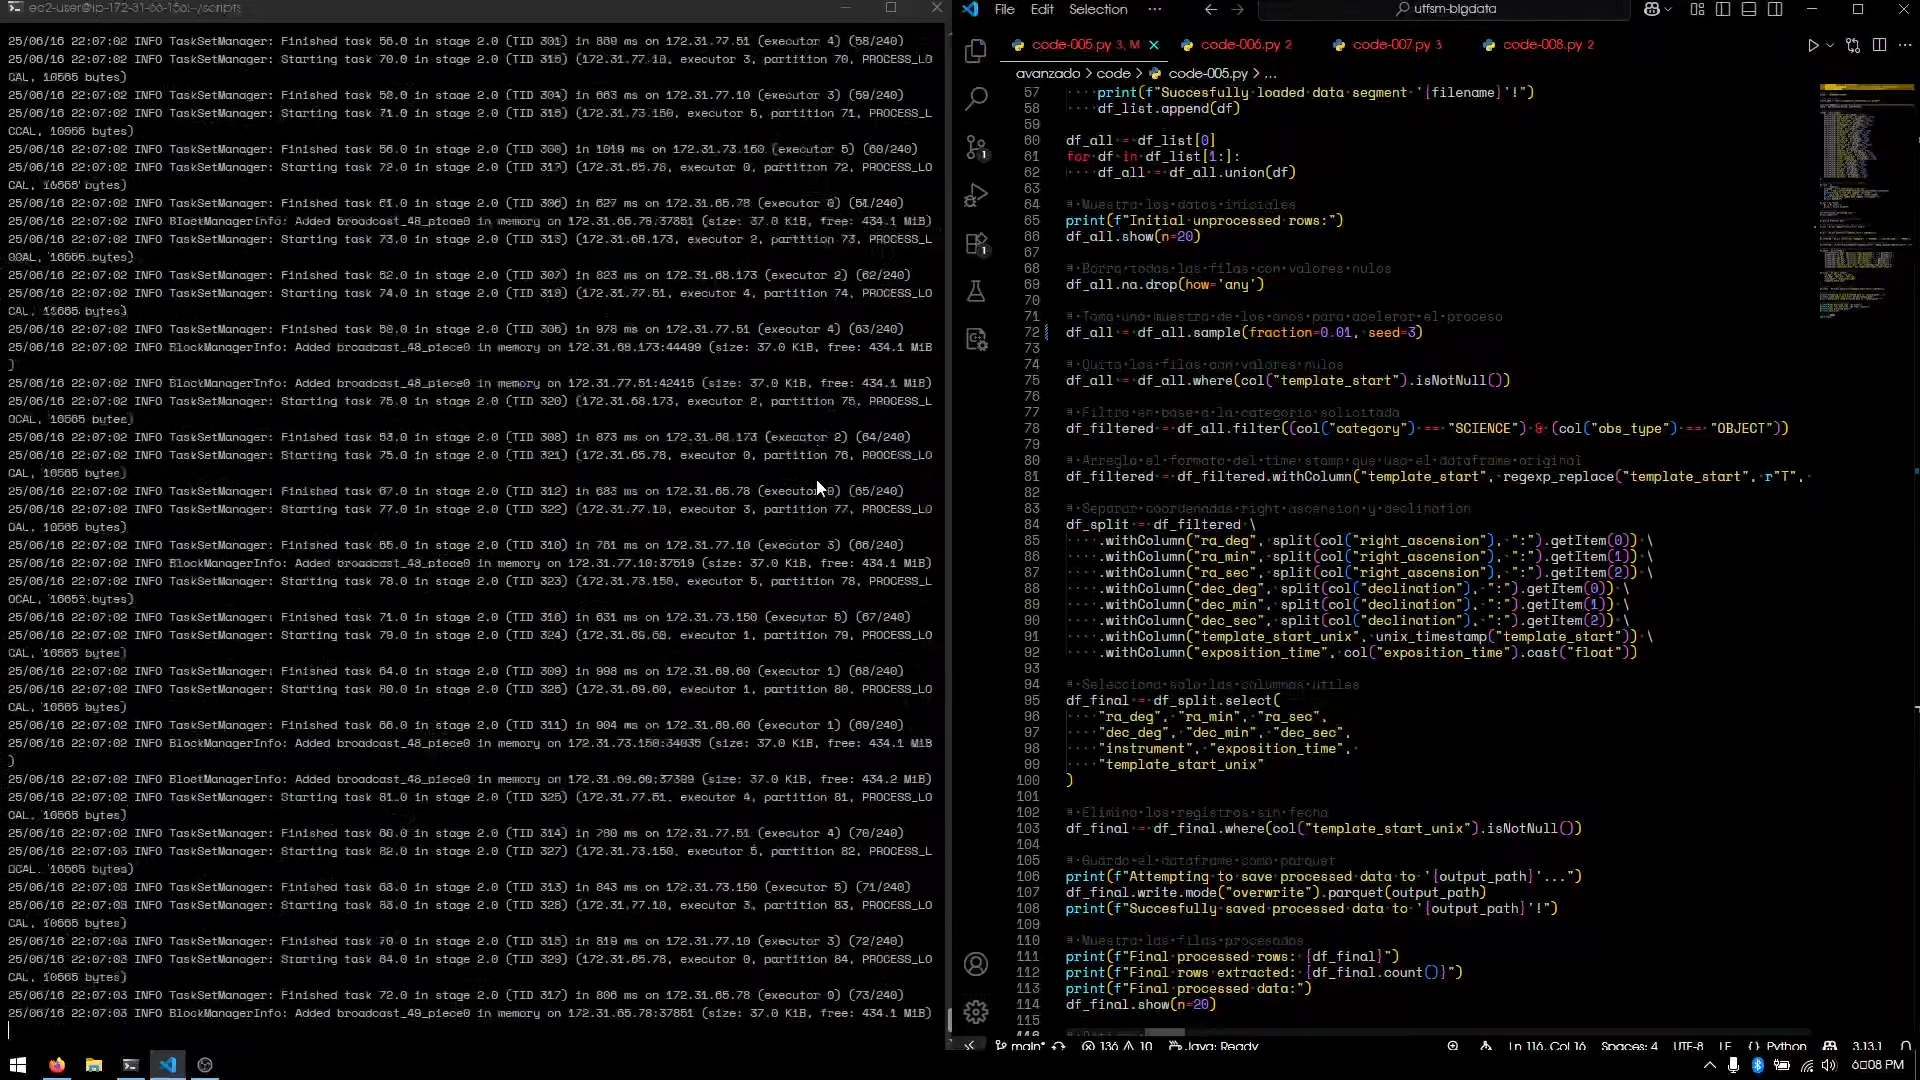 ec2-user@ip-172-31-66-156:~/scripts
25/06/16 22:07:02 INFO TaskSetManager: Finished task 56.0 in stage 2.0 (TID 301) in 869 ms on 172.31.77.51 (executor 4) (58/240)
25/06/16 22:07:02 INFO TaskSetManager: Starting task 70.0 in stage 2.0 (TID 315) (172.31.77.10, executor 3, partition 70, PROCESS_LO
CAL, 10565 bytes)
25/06/16 22:07:02 INFO TaskSetManager: Finished task 59.0 in stage 2.0 (TID 304) in 663 ms on 172.31.77.10 (executor 3) (59/240)
25/06/16 22:07:02 INFO TaskSetManager: Starting task 71.0 in stage 2.0 (TID 316) (172.31.73.150, executor 5, partition 71, PROCESS_L
OCAL, 10565 bytes)
25/06/16 22:07:02 INFO TaskSetManager: Finished task 55.0 in stage 2.0 (TID 300) in 1019 ms on 172.31.73.150 (executor 5) (60/240)
25/06/16 22:07:02 INFO TaskSetManager: Starting task 72.0 in stage 2.0 (TID 317) (172.31.65.78, executor 0, partition 72, PROCESS_LO
CAL, 10565 bytes)
25/06/16 22:07:02 INFO TaskSetManager: Finished task 61.0 in stage 2.0 (TID 306) in 627 ms on 172.31.65.78 (executor 0) (61/240)
25/06/16 22:07:02 INFO BlockManagerInfo: Added broadcast_48_piece0 in memory on 172.31.65.78:37851 (size: 37.0 KiB, free: 434.1 MiB)
25/06/16 22:07:02 INFO TaskSetManager: Starting task 73.0 in stage 2.0 (TID 318) (172.31.68.173, executor 2, partition 73, PROCESS_L
OCAL, 10565 bytes)
25/06/16 22:07:02 INFO TaskSetManager: Finished task 62.0 in stage 2.0 (TID 307) in 823 ms on 172.31.68.173 (executor 2) (62/240)
25/06/16 22:07:02 INFO TaskSetManager: Starting task 74.0 in stage 2.0 (TID 319) (172.31.77.51, executor 4, partition 74, PROCESS_LO
CAL, 10565 bytes)
25/06/16 22:07:02 INFO TaskSetManager: Finished task 60.0 in stage 2.0 (TID 305) in 978 ms on 172.31.77.51 (executor 4) (63/240)
25/06/16 22:07:02 INFO BlockManagerInfo: Added broadcast_48_piece0 in memory on 172.31.68.173:44499 (size: 37.0 KiB, free: 434.1 MiB
)
25/06/16 22:07:02 INFO BlockManagerInfo: Added broadcast_48_piece0 in memory on 172.31.77.51:42415 (size: 37.0 KiB, free: 434.1 MiB)
25/06/16 22:07:02 INFO TaskSetManager: Starting task 75.0 in stage 2.0 (TID 320) (172.31.68.173, executor 2, partition 75, PROCESS_L
OCAL, 10565 bytes)
25/06/16 22:07:02 INFO TaskSetManager: Finished task 63.0 in stage 2.0 (TID 308) in 873 ms on 172.31.68.173 (executor 2) (64/240)
25/06/16 22:07:02 INFO TaskSetManager: Starting task 76.0 in stage 2.0 (TID 321) (172.31.65.78, executor 0, partition 76, PROCESS_LO
CAL, 10565 bytes)
25/06/16 22:07:02 INFO TaskSetManager: Finished task 67.0 in stage 2.0 (TID 312) in 683 ms on 172.31.65.78 (executor 0) (65/240)
25/06/16 22:07:02 INFO TaskSetManager: Starting task 77.0 in stage 2.0 (TID 322) (172.31.77.10, executor 3, partition 77, PROCESS_LO
CAL, 10565 bytes)
25/06/16 22:07:02 INFO TaskSetManager: Finished task 65.0 in stage 2.0 (TID 310) in 751 ms on 172.31.77.10 (executor 3) (66/240)
25/06/16 22:07:02 INFO BlockManagerInfo: Added broadcast_48_piece0 in memory on 172.31.77.10:37519 (size: 37.0 KiB, free: 434.1 MiB)
25/06/16 22:07:02 INFO TaskSetManager: Starting task 78.0 in stage 2.0 (TID 323) (172.31.73.150, executor 5, partition 78, PROCESS_L
OCAL, 10565 bytes)
25/06/16 22:07:02 INFO TaskSetManager: Finished task 71.0 in stage 2.0 (TID 316) in 631 ms on 172.31.73.150 (executor 5) (67/240)
25/06/16 22:07:02 INFO TaskSetManager: Starting task 79.0 in stage 2.0 (TID 324) (172.31.69.60, executor 1, partition 79, PROCESS_LO
CAL, 10565 bytes)
25/06/16 22:07:02 INFO TaskSetManager: Finished task 64.0 in stage 2.0 (TID 309) in 998 ms on 172.31.69.60 (executor 1) (68/240)
25/06/16 22:07:02 INFO TaskSetManager: Starting task 80.0 in stage 2.0 (TID 325) (172.31.69.60, executor 1, partition 80, PROCESS_LO
CAL, 10565 bytes)
25/06/16 22:07:02 INFO TaskSetManager: Finished task 66.0 in stage 2.0 (TID 311) in 904 ms on 172.31.69.60 (executor 1) (69/240)
25/06/16 22:07:02 INFO BlockManagerInfo: Added broadcast_48_piece0 in memory on 172.31.73.150:34035 (size: 37.0 KiB, free: 434.1 MiB
)
25/06/16 22:07:02 INFO BlockManagerInfo: Added broadcast_48_piece0 in memory on 172.31.69.60:37399 (size: 37.0 KiB, free: 434.2 MiB)
25/06/16 22:07:02 INFO TaskSetManager: Starting task 81.0 in stage 2.0 (TID 326) (172.31.77.51, executor 4, partition 81, PROCESS_LO
CAL, 10565 bytes)
25/06/16 22:07:02 INFO TaskSetManager: Finished task 69.0 in stage 2.0 (TID 314) in 780 ms on 172.31.77.51 (executor 4) (70/240)
25/06/16 22:07:03 INFO TaskSetManager: Starting task 82.0 in stage 2.0 (TID 327) (172.31.73.150, executor 5, partition 82, PROCESS_L
OCAL, 10565 bytes)
25/06/16 22:07:03 INFO TaskSetManager: Finished task 68.0 in stage 2.0 (TID 313) in 843 ms on 172.31.73.150 (executor 5) (71/240)
25/06/16 22:07:03 INFO TaskSetManager: Starting task 83.0 in stage 2.0 (TID 328) (172.31.77.10, executor 3, partition 83, PROCESS_LO
CAL, 10565 bytes)
25/06/16 22:07:03 INFO TaskSetManager: Finished task 70.0 in stage 2.0 (TID 315) in 819 ms on 172.31.77.10 (executor 3) (72/240)
25/06/16 22:07:03 INFO TaskSetManager: Starting task 84.0 in stage 2.0 (TID 329) (172.31.65.78, executor 0, partition 84, PROCESS_LO
CAL, 10565 bytes)
25/06/16 22:07:03 INFO TaskSetManager: Finished task 72.0 in stage 2.0 (TID 317) in 806 ms on 172.31.65.78 (executor 0) (73/240)
25/06/16 22:07:03 INFO BlockManagerInfo: Added broadcast_49_piece0 in memory on 172.31.65.78:37851 (size: 37.0 KiB, free: 434.1 MiB)
File Edit Selection ··· utfsm-bigdata
code-005.py 3, M code-006.py 2 code-007.py 3 code-008.py 2
avanzado > code > code-005.py > ...
57 print(f"Succesfully loaded data segment '{filename}'!")
58 df_list.append(df)
59
60 df_all = df_list[0]
61 for df in df_list[1:]:
62 df_all = df_all.union(df)
63
64 # Muestra los datos iniciales
65 print(f"Initial unprocessed rows:")
66 df_all.show(n=20)
67
68 # Borra todas las filas con valores nulos
69 df_all.na.drop(how='any')
70
71 # Toma una muestra de los anos para acelerar el proceso
72 df_all = df_all.sample(fraction=0.01, seed=3)
73
74 # Quita las filas con valores nulos
75 df_all = df_all.where(col("template_start").isNotNull())
76
77 # Filtra en base a la categoria solicitada
78 df_filtered = df_all.filter((col("category") == "SCIENCE") & (col("obs_type") == "OBJECT"))
79
80 # Arregla el formato del time stamp que usa el dataframe original
81 df_filtered = df_filtered.withColumn("template_start", regexp_replace("template_start", r"T",
82
83 # Separar coordenadas right ascension y declination
84 df_split = df_filtered \
85 .withColumn("ra_deg", split(col("right_ascension"), ":").getItem(0)) \
86 .withColumn("ra_min", split(col("right_ascension"), ":").getItem(1)) \
87 .withColumn("ra_sec", split(col("right_ascension"), ":").getItem(2)) \
88 .withColumn("dec_deg", split(col("declination"), ":").getItem(0)) \
89 .withColumn("dec_min", split(col("declination"), ":").getItem(1)) \
90 .withColumn("dec_sec", split(col("declination"), ":").getItem(2)) \
91 .withColumn("template_start_unix", unix_timestamp("template_start")) \
92 .withColumn("exposition_time", col("exposition_time").cast("float"))
93
94 # Selecciona solo las columnas utiles
95 df_final = df_split.select(
96 "ra_deg", "ra_min", "ra_sec",
97 "dec_deg", "dec_min", "dec_sec",
98 "instrument", "exposition_time",
99 "template_start_unix"
100 )
101
102 # Elimina los registros sin fecha
103 df_final = df_final.where(col("template_start_unix").isNotNull())
104
105 # Guarda el dataframe como parquet
106 print(f"Attempting to save processed data to '{output_path}'...")
107 df_final.write.mode("overwrite").parquet(output_path)
108 print(f"Succesfully saved processed data to '{output_path}'!")
109
110 # Muestra las filas procesadas
111 print(f"Final processed rows: {df_final}")
112 print(f"Final rows extracted: {df_final.count()}")
113 print(f"Final processed data:")
114 df_final.show(n=20)
115
main* 136 10 Java: Ready Ln 116, Col 16 Spaces: 4 UTF-8 LF {} Python 3.13.1
6:08 PM